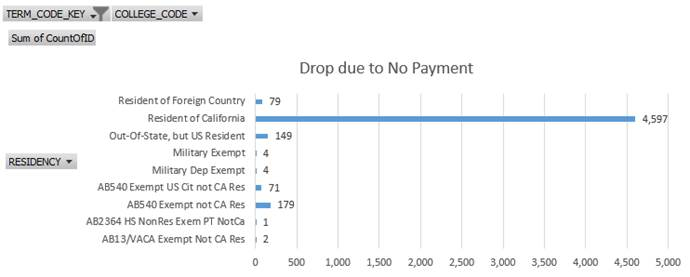 TERM_CODE_KEY COLLEGE_CODE
Sum of CountOfID
Drop due to No Payment
RESIDENCY
Resident of Foreign Country 79
Resident of California 4,597
Out-Of-State, but US Resident 149
Military Exempt 4
Military Dep Exempt 4
AB540 Exempt US Cit not CA Res 71
AB540 Exempt not CA Res 179
AB2364 HS NonRes Exem PT NotCa 1
AB13/VACA Exempt Not CA Res 2
0 500 1,000 1,500 2,000 2,500 3,000 3,500 4,000 4,500 5,000